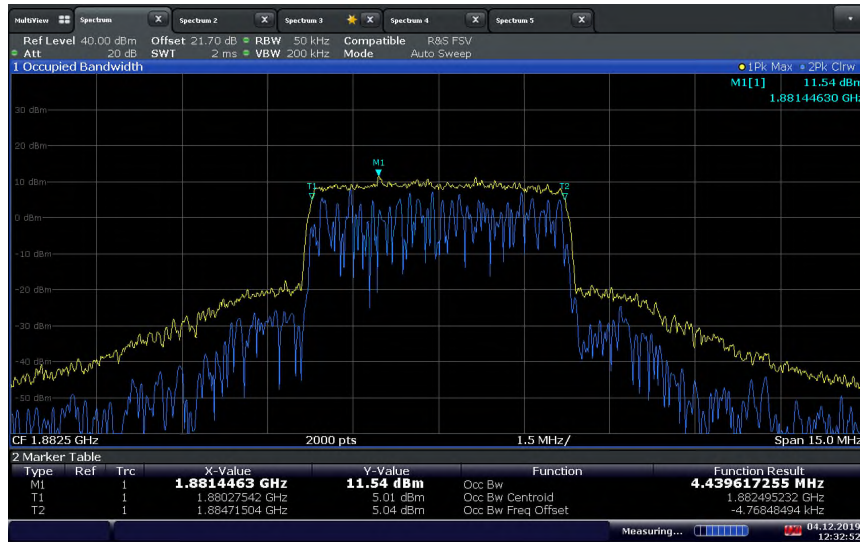 MultiView Spectrum X Spectrum 2 X Spectrum 3 X Spectrum 4 X Spectrum 5 X
Ref Level 40.00 dBm Offset 21.70 dB RBW 50 kHz Compatible R&S FSV
Att 20 dB SWT 2 ms VBW 200 kHz Mode Auto Sweep
1 Occupied Bandwidth 1Pk Max 2Pk Clrw
M1[1] 11.54 dBm
1.88144630 GHz
30 dBm
20 dBm
M1
10 dBm
T1 T2
0 dBm
-10 dBm
-20 dBm
-30 dBm
-40 dBm
-50 dBm
CF 1.8825 GHz 2000 pts 1.5 MHz/ Span 15.0 MHz
2 Marker Table
Type Ref Trc X-Value Y-Value Function Function Result
M1 1 1.8814463 GHz 11.54 dBm Occ Bw 4.439617255 MHz
T1 1 1.88027542 GHz 5.01 dBm Occ Bw Centroid 1.882495232 GHz
T2 1 1.88471504 GHz 5.04 dBm Occ Bw Freq Offset -4.76848494 kHz
Measuring... 04.12.2019
12:32:52